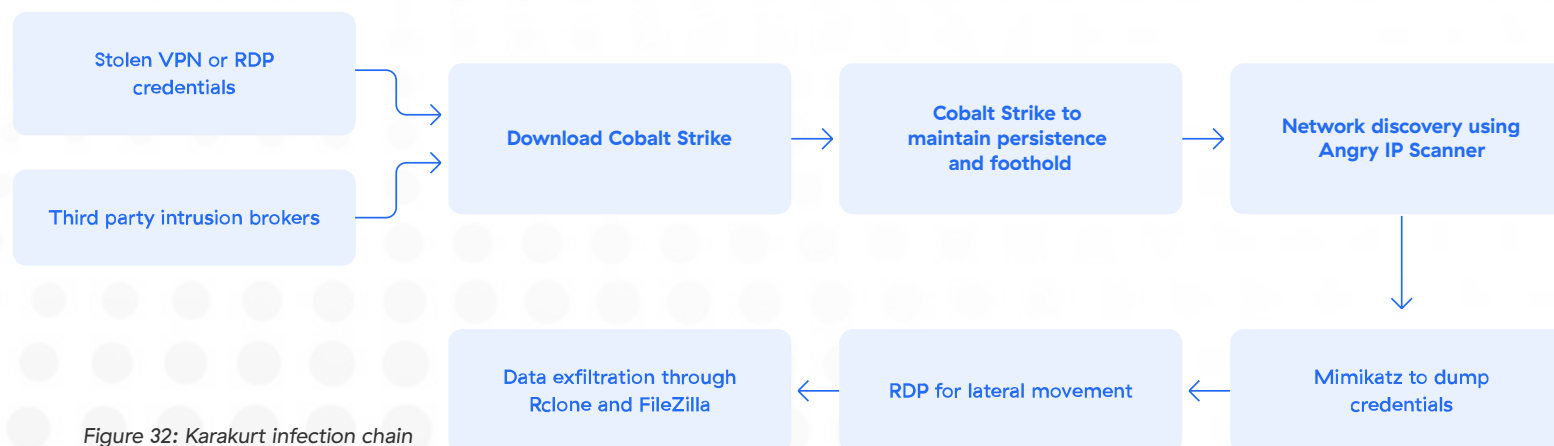 Stolen VPN or RDP
credentials
Third party intrusion brokers
Download Cobalt Strike
Cobalt Strike to
maintain persistence
and foothold
Network discovery using
Angry IP Scanner
Mimikatz to dump
credentials
RDP for lateral movement
Data exfiltration through
Rclone and FileZilla
Figure 32: Karakurt infection chain